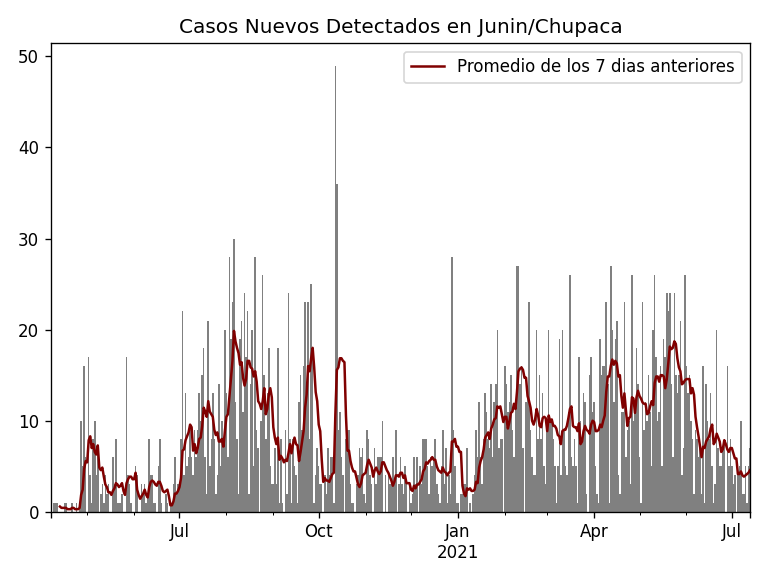 Casos Nuevos Detectados en Junin/Chupaca
Promedio de los 7 dias anteriores
50
40
30
20
10
0
Jul
Oct
Jan
2021
Apr
Jul